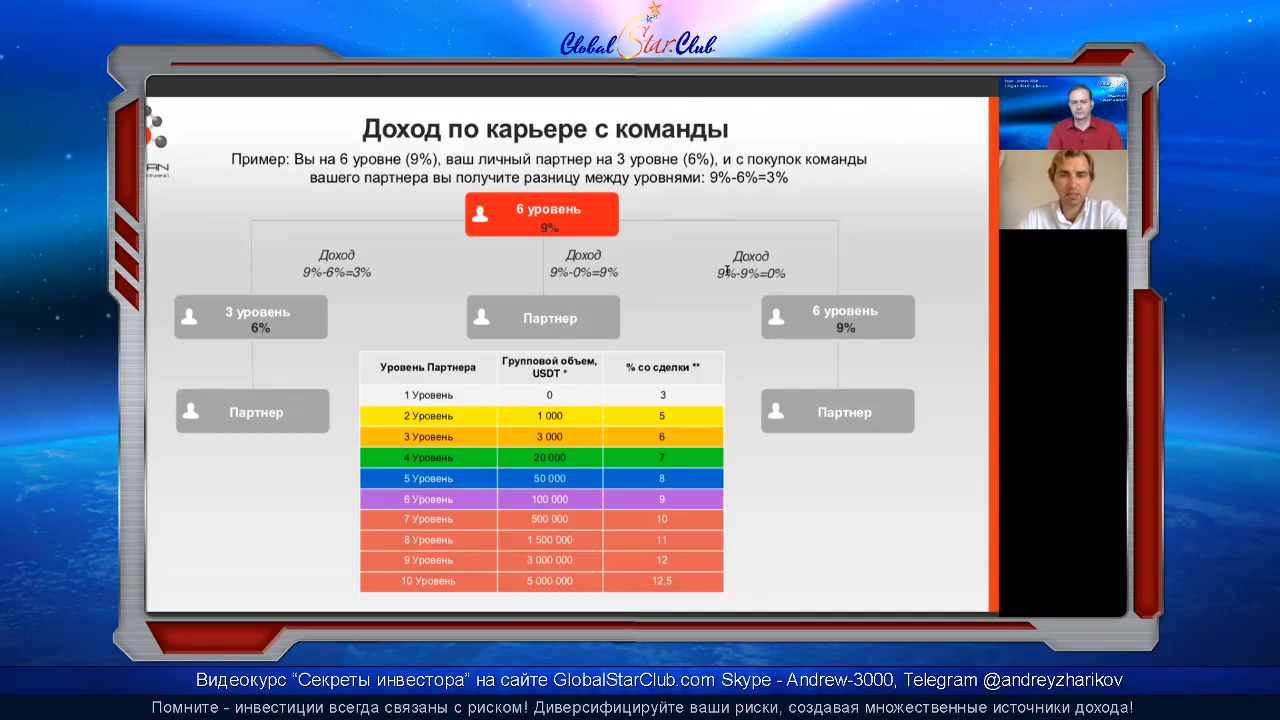 Global Star.Club
Доход по карьере с команды
Пример: Вы на 6 уровне (9%), ваш личный партнер на 3 уровне (6%), и с покупок команды
вашего партнера вы получите разницу между уровнями: 9%-6%=3%
6 уровень
9%
Доход
9%-6%=3%
Доход
9%-0%=9%
Доход
9%-9%=0%
3 уровень
6%
Партнер
6 уровень
9%
Партнер
Партнер
Уровень Партнера Групповой объем, USDT * % со сделки **
1 Уровень 0 3
2 Уровень 1 000 5
3 Уровень 3 000 6
4 Уровень 20 000 7
5 Уровень 50 000 8
6 Уровень 100 000 9
7 Уровень 500 000 10
8 Уровень 1 500 000 11
9 Уровень 3 000 000 12
10 Уровень 5 000 000 12,5
Видеокурс “Секреты инвестора” на сайте GlobalStarClub.com Skype - Andrew-3000, Telegram @andreyzharikov
Помните - инвестиции всегда связаны с риском! Диверсифицируйте ваши риски, создавая множественные источники дохода!